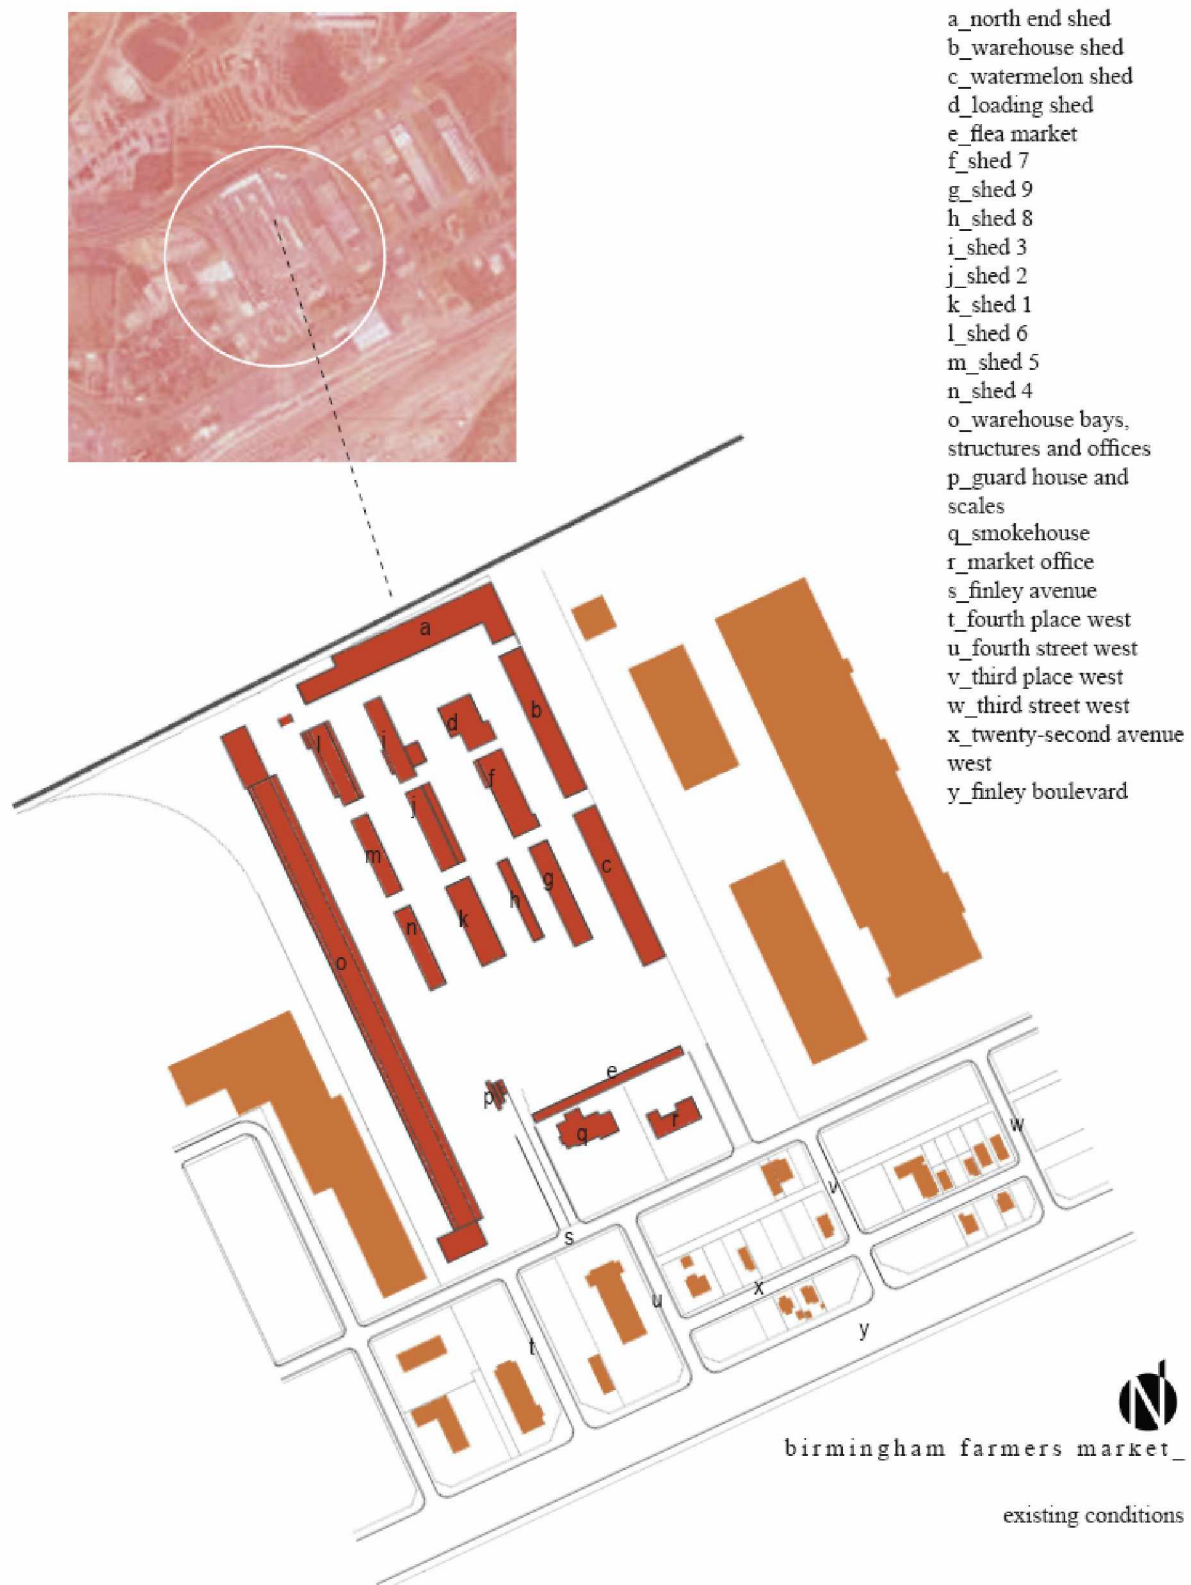 a_north end shed
b_warehouse shed
c_watermelon shed
d_loading shed
e_flea market
f_shed 7
g_shed 9
h_shed 8
i_shed 3
j_shed 2
k_shed 1
l_shed 6
m_shed 5
n_shed 4
o_warehouse bays,
structures and offices
p_guard house and
scales
q_smokehouse
r_market office
s_finley avenue
t_fourth place west
u_fourth street west
v_third place west
w_third street west
x_twenty-second avenue
west
y_finley boulevard
a
b
d
i
l
f
j
m
c
g
h
k
n
o
e
p
q
r
w
v
s
x
u
y
t
N
birmingham farmers market_
existing conditions